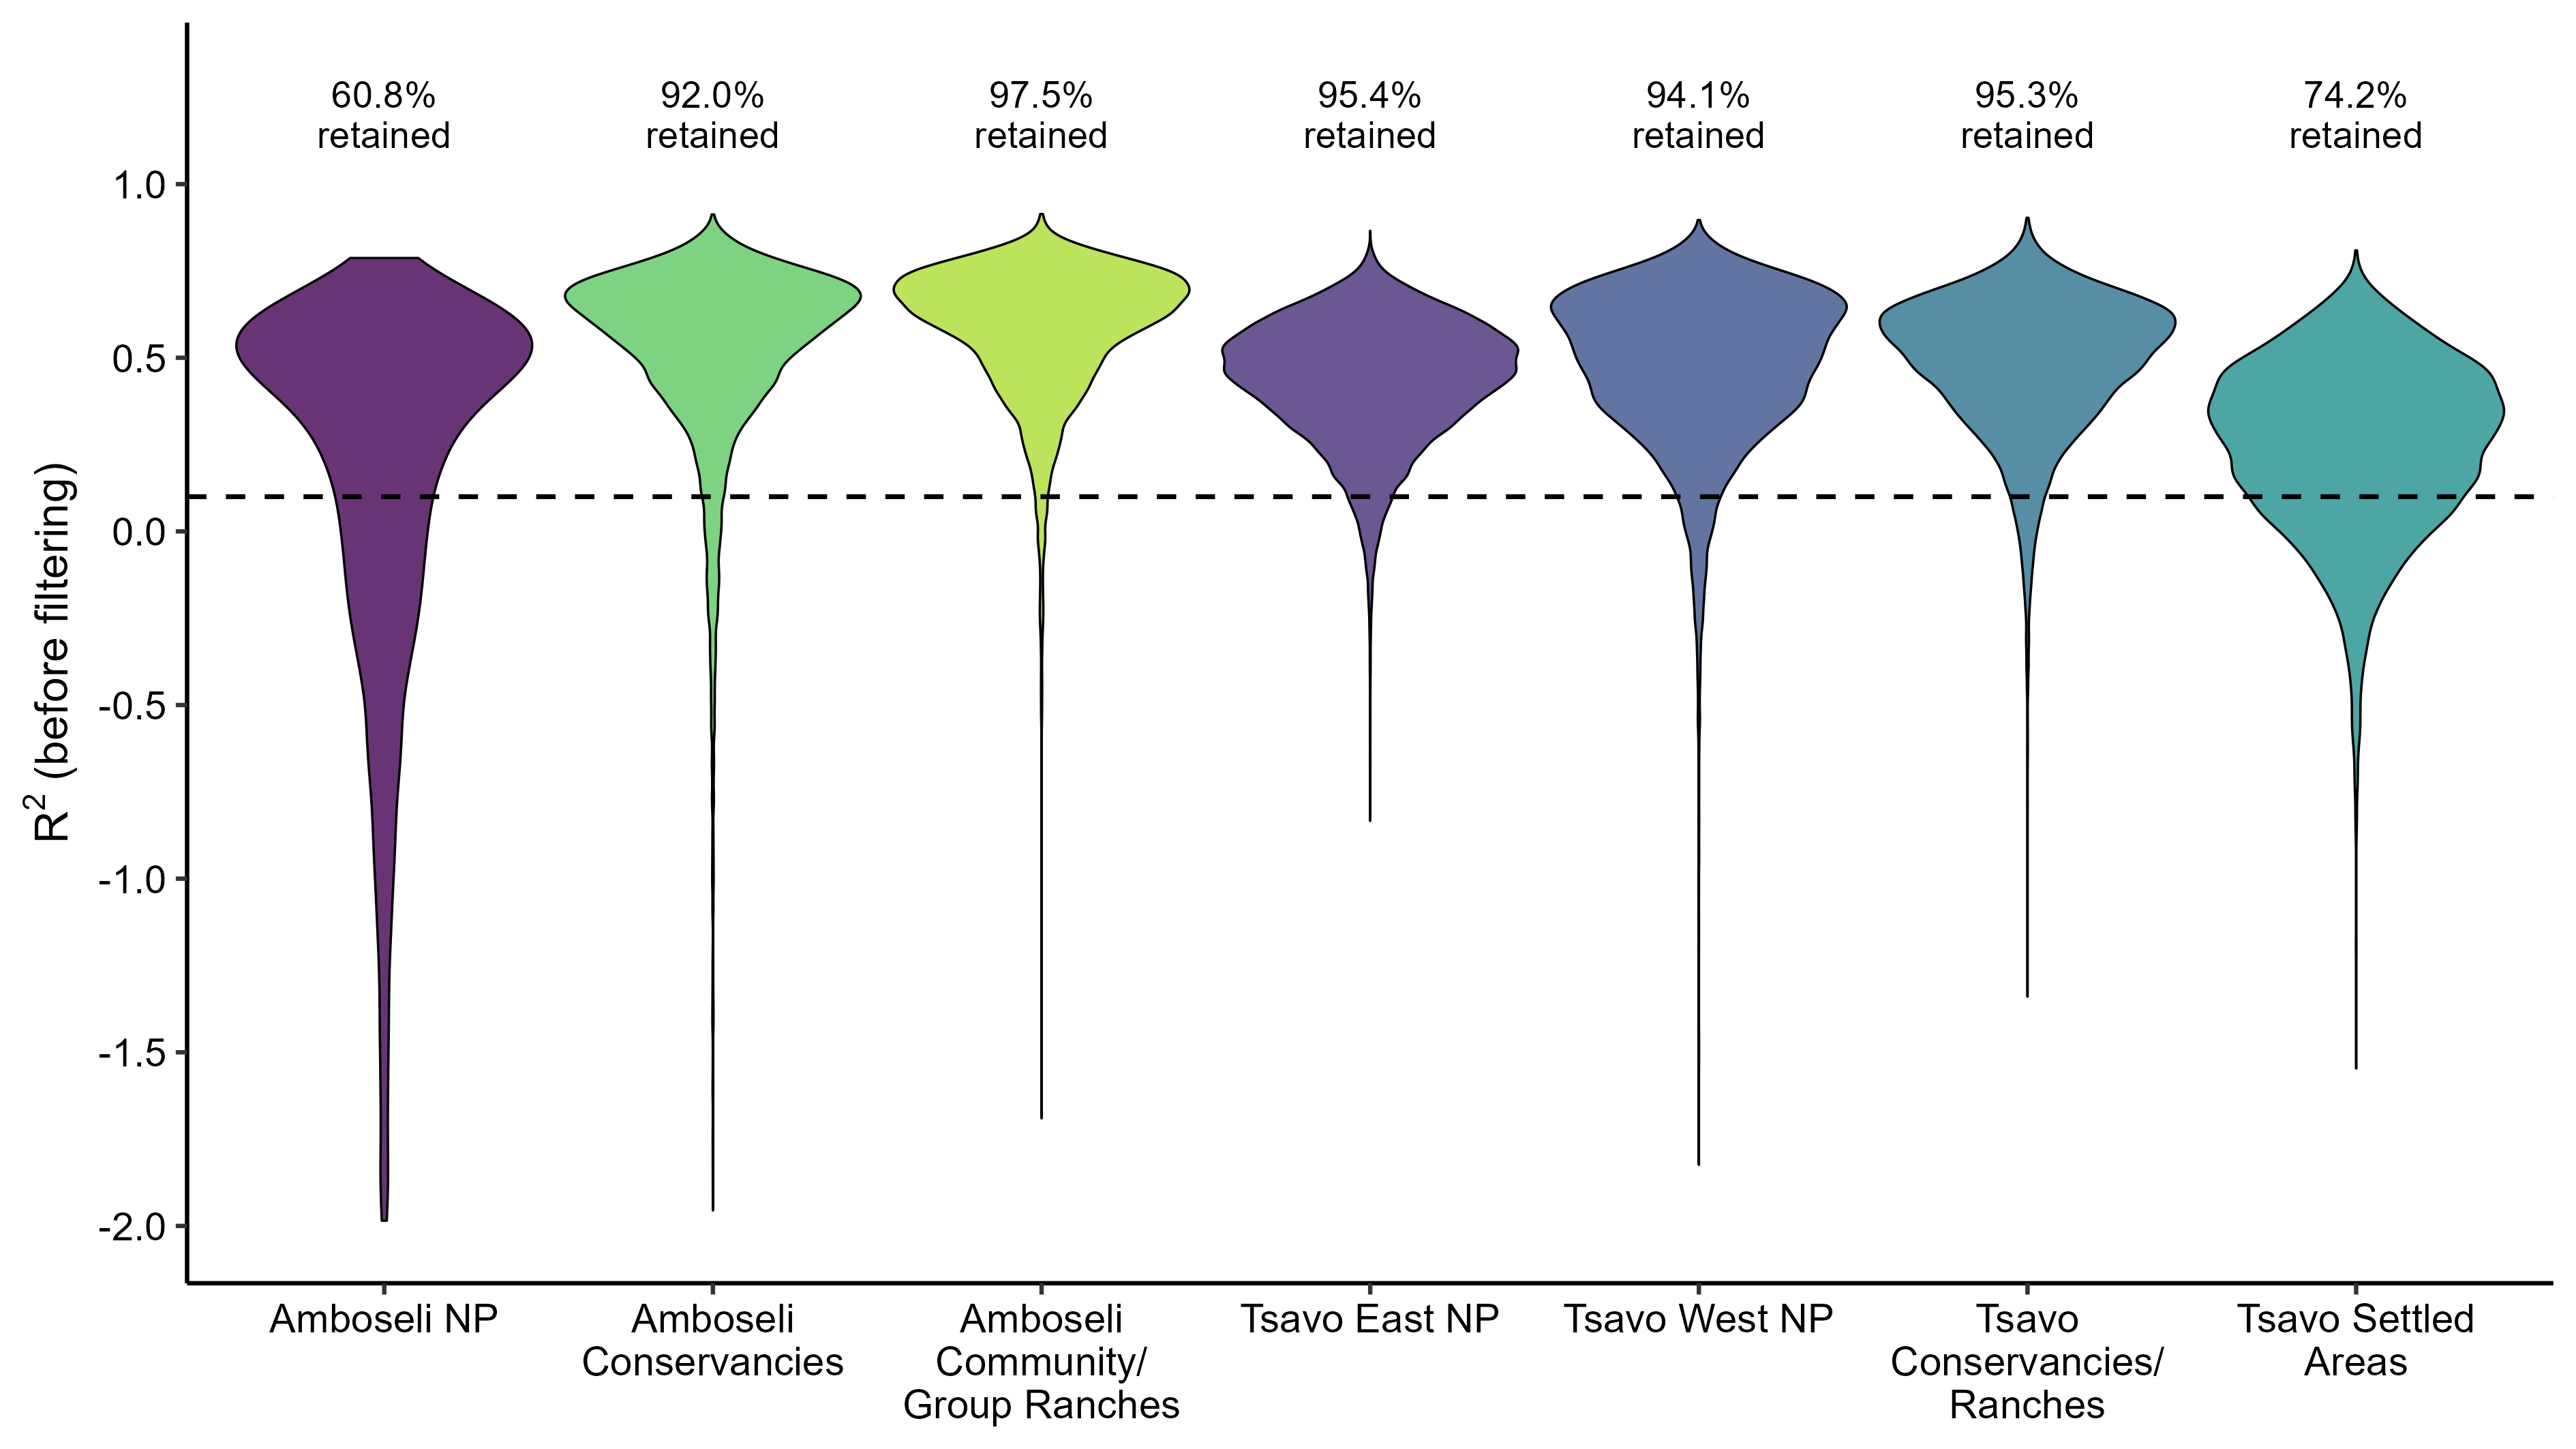 60.8%
retained
92.0%
retained
97.5%
retained
95.4%
retained
94.1%
retained
95.3%
retained
74.2%
retained
R² (before filtering)
1.0
0.5
0.0
-0.5
-1.0
-1.5
-2.0
Amboseli NP
Amboseli
Conservancies
Amboseli
Community/
Group Ranches
Tsavo East NP
Tsavo West NP
Tsavo
Conservancies/
Ranches
Tsavo Settled
Areas